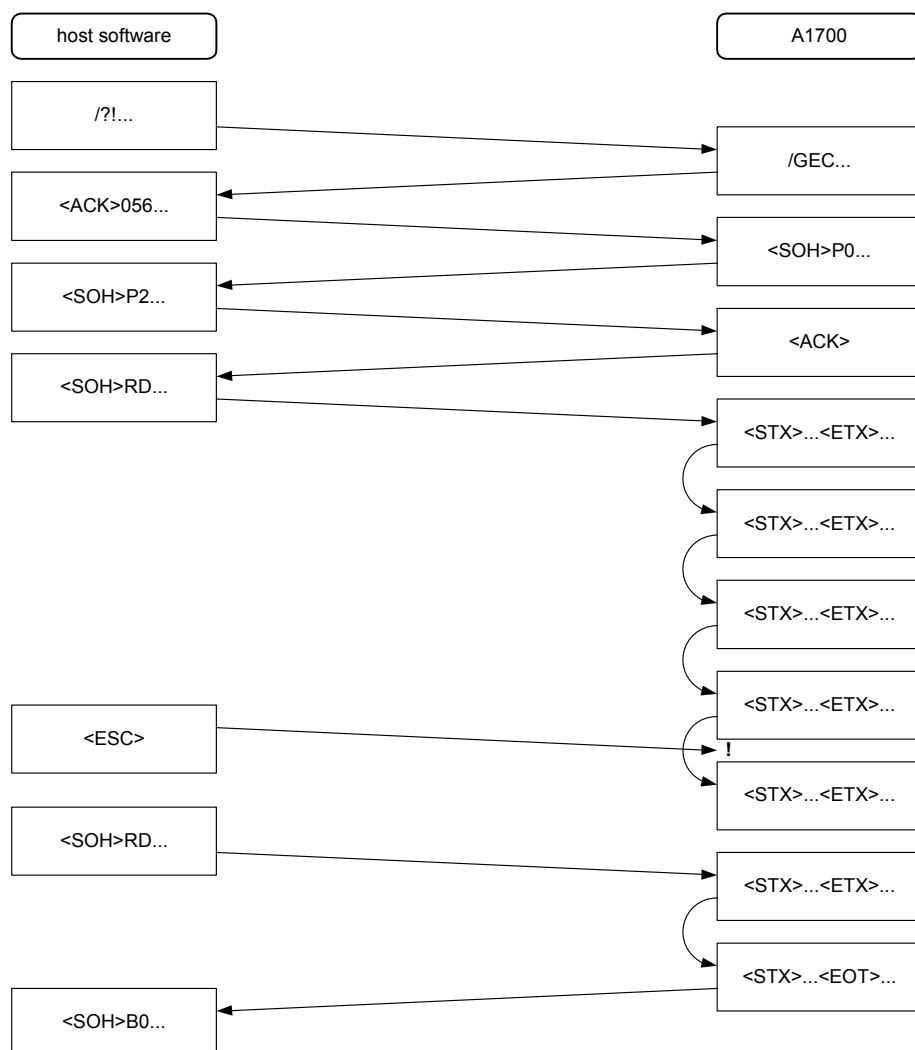 host software
A1700
/?!...
/GEC...
<ACK>056...
<SOH>P0...
<SOH>P2...
<ACK>
<SOH>RD...
<STX>...<ETX>...
<STX>...<ETX>...
<STX>...<ETX>...
<STX>...<ETX>...
<ESC>
!
<STX>...<ETX>...
<SOH>RD...
<STX>...<ETX>...
<STX>...<EOT>...
<SOH>B0...